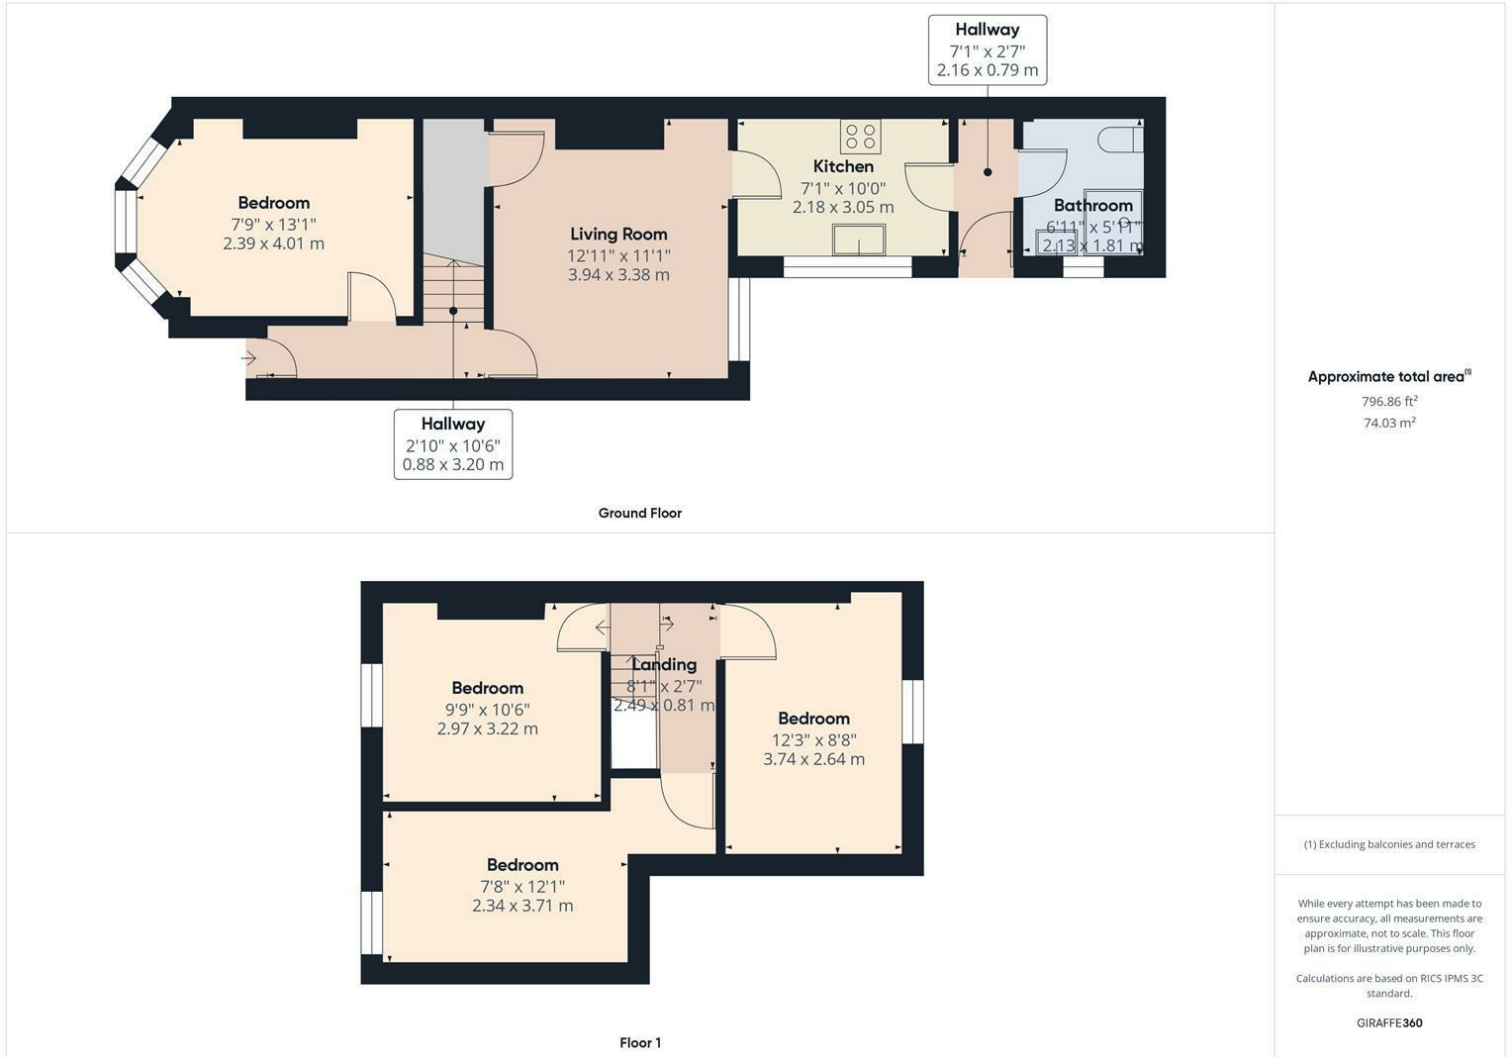 Hallway
7'1" x 2'7"
2.16 x 0.79 m
Bedroom
7'9" x 13'1"
2.39 x 4.01 m
Living Room
12'11" x 11'1"
3.94 x 3.38 m
Kitchen
7'1" x 10'0"
2.18 x 3.05 m
Bathroom
6'11" x 5'11"
2.13 x 1.81 m
Hallway
2'10" x 10'6"
0.88 x 3.20 m
Ground Floor
Bedroom
9'9" x 10'6"
2.97 x 3.22 m
Landing
8'1" x 2'7"
2.49 x 0.81 m
Bedroom
12'3" x 8'8"
3.74 x 2.64 m
Bedroom
7'8" x 12'1"
2.34 x 3.71 m
Floor 1
Approximate total area(1)
796.86 ft²
74.03 m²
(1) Excluding balconies and terraces
While every attempt has been made to
ensure accuracy, all measurements are
approximate, not to scale. This floor
plan is for illustrative purposes only.
Calculations are based on RICS IPMS 3C
standard.
GIRAFFE360